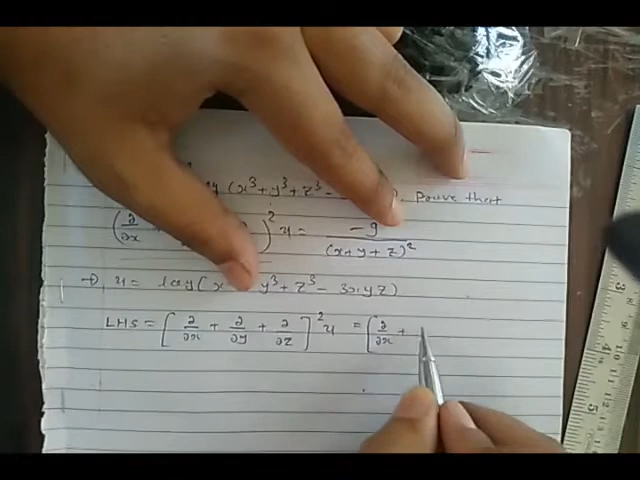 (x³+y³+z³- Prove that
(∂/∂x )² u = -9/(x+y+z)²
→ u = log(x y³+z³-3xyz)
LHS = [∂/∂x + ∂/∂y + ∂/∂z]² u = [∂/∂x +